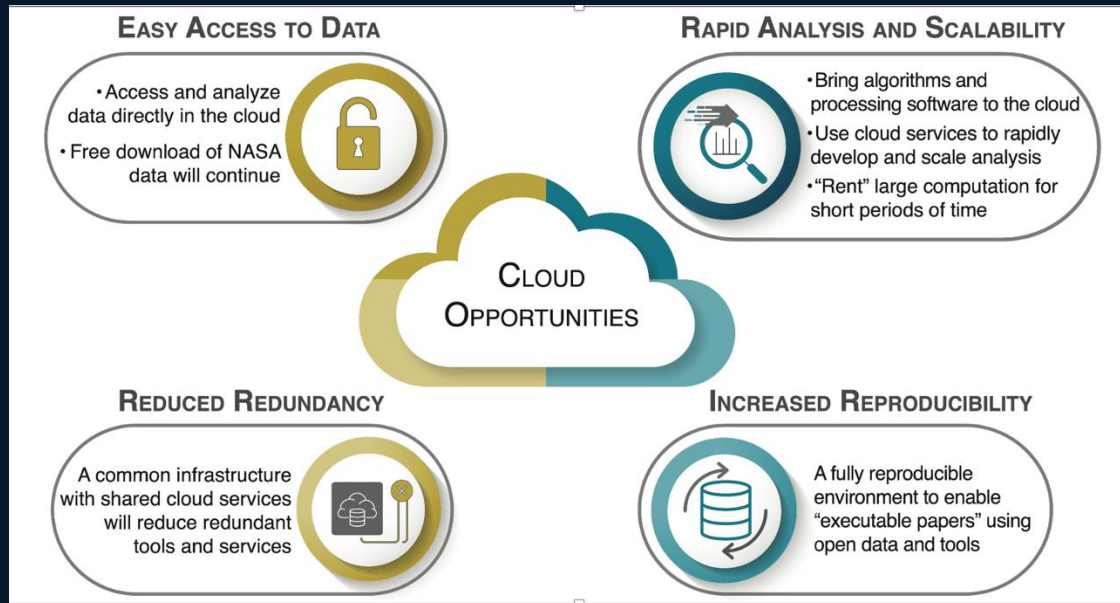 EASY ACCESS TO DATA
• Access and analyze
data directly in the cloud
• Free download of NASA
data will continue
RAPID ANALYSIS AND SCALABILITY
• Bring algorithms and
processing software to the cloud
• Use cloud services to rapidly
develop and scale analysis
• “Rent” large computation for
short periods of time
CLOUD
OPPORTUNITIES
REDUCED REDUNDANCY
A common infrastructure
with shared cloud services
will reduce redundant
tools and services
INCREASED REPRODUCIBILITY
A fully reproducible
environment to enable
“executable papers” using
open data and tools